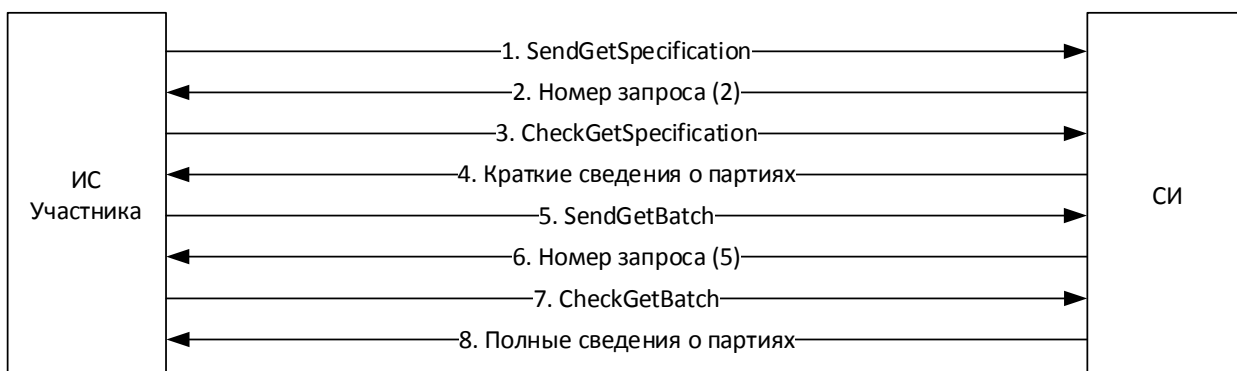 1. SendGetSpecification
2. Номер запроса (2)
3. CheckGetSpecification
4. Краткие сведения о партиях
ИС
Участника
СИ
5. SendGetBatch
6. Номер запроса (5)
7. CheckGetBatch
8. Полные сведения о партиях